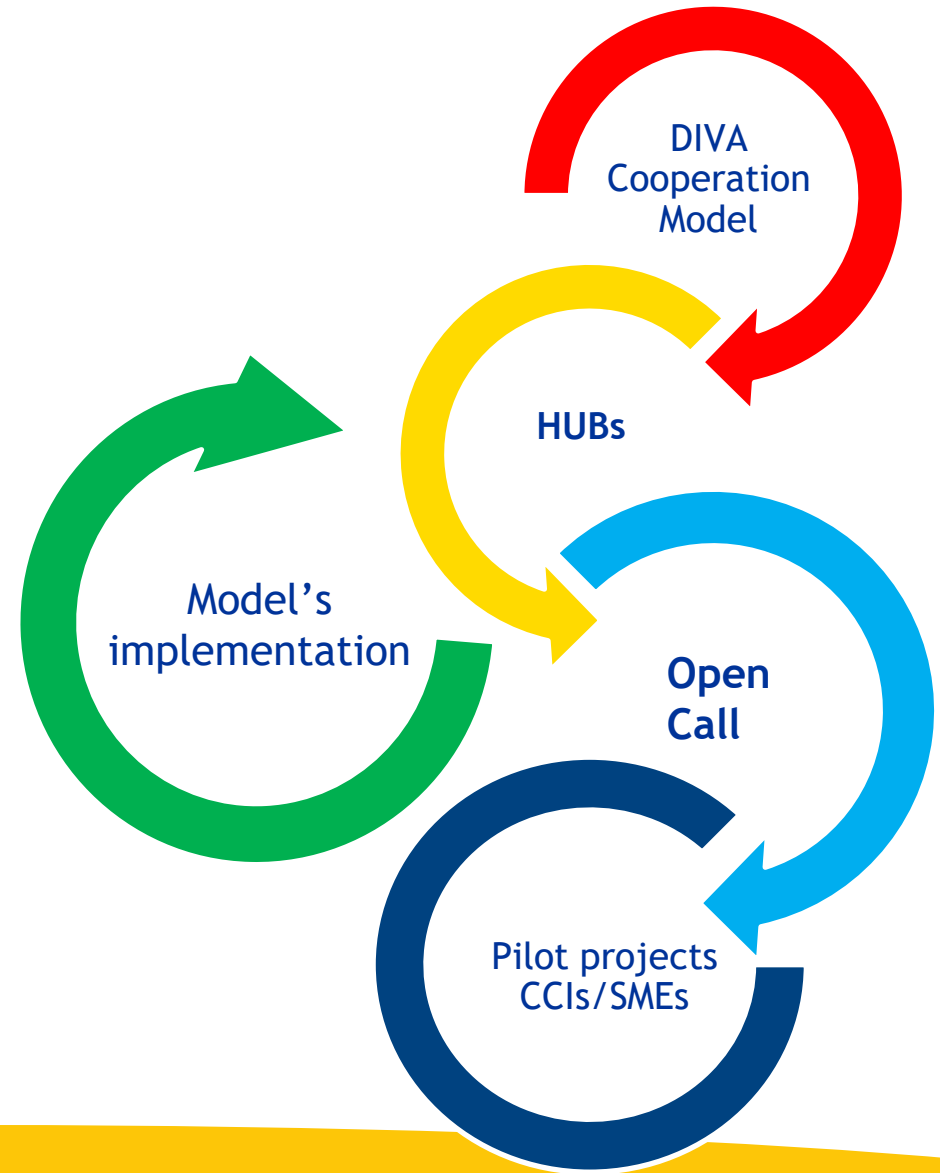 DIVA
Cooperation
Model
HUBs
Model’s
implementation
Open
Call
Pilot projects
CCIs/SMEs